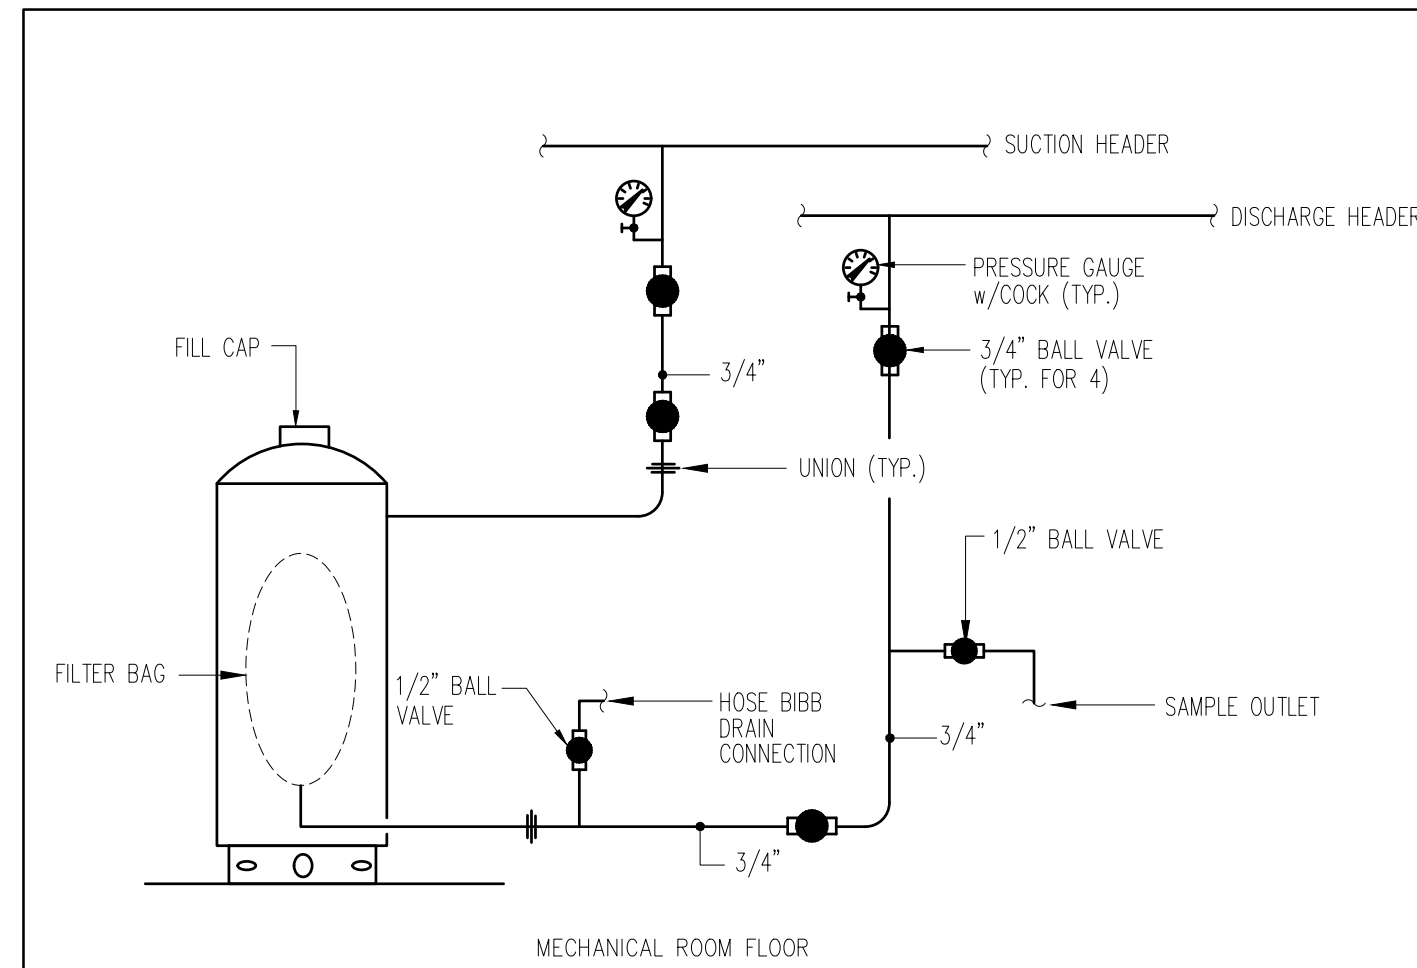 SUCTION HEADER
DISCHARGE HEADER
PRESSURE GAUGE
w/COCK (TYP.)
FILL CAP
3/4" BALL VALVE
(TYP. FOR 4)
3/4"
UNION (TYP.)
1/2" BALL VALVE
FILTER BAG
1/2" BALL
VALVE
HOSE BIBB
DRAIN
CONNECTION
SAMPLE OUTLET
3/4"
3/4"
MECHANICAL ROOM FLOOR